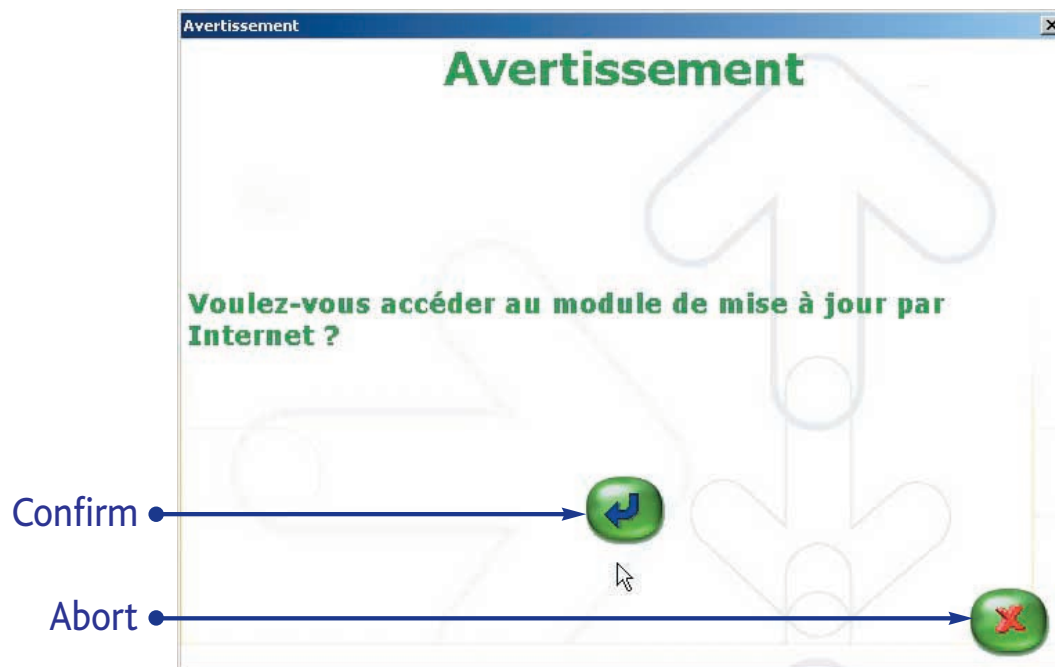 Avertissement
Avertissement
Voulez-vous accéder au module de mise à jour par
Internet ?
Confirm
Abort